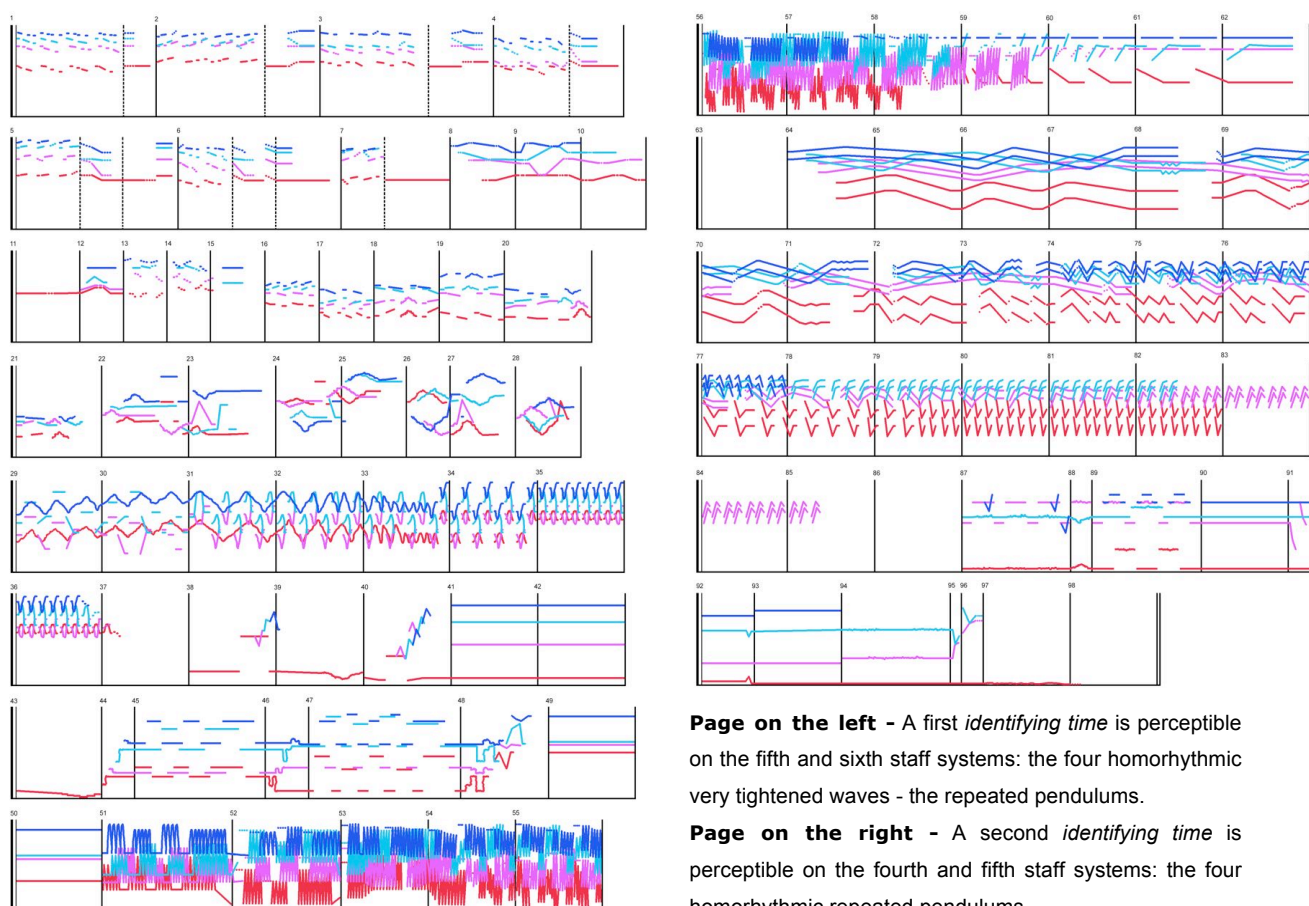 1 2 3 4
5 6 7 8 9 10
11 12 13 14 15 16 17 18 19 20
21 22 23 24 25 26 27 28
29 30 31 32 33 34 35
36 37 38 39 40 41 42
43 44 45 46 47 48 49
50 51 52 53 54 55
56 57 58 59 60 61 62
63 64 65 66 67 68 69
70 71 72 73 74 75 76
77 78 79 80 81 82 83
84 85 86 87 88 89 90 91
92 93 94 95 96 97 98
Page on the left - A first identifying time is perceptible
on the fifth and sixth staff systems: the four homorhythmic
very tightened waves - the repeated pendulums.
Page on the right - A second identifying time is
perceptible on the fourth and fifth staff systems: the four
homorhythmic repeated pendulums